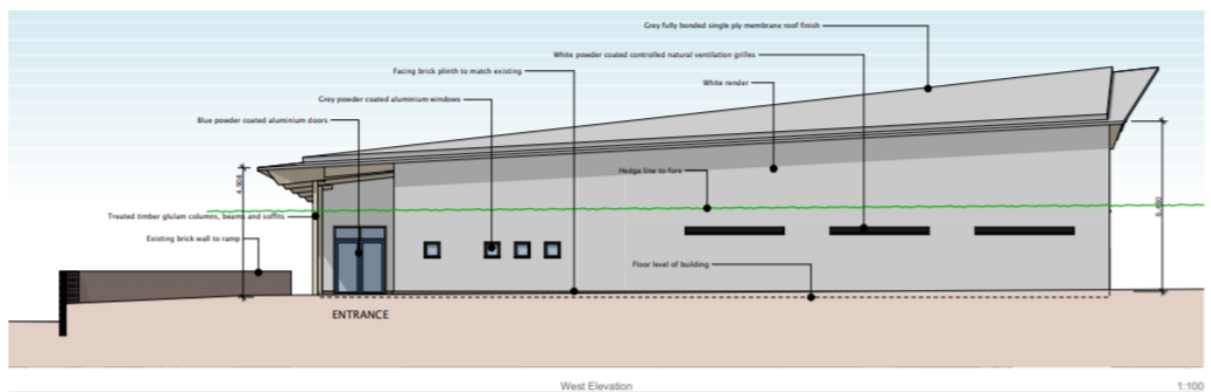 Grey fully bonded single ply membrane roof finish
White powder coated controlled natural ventilation grilles
Facing brick plinth to match existing
White render
Grey powder coated aluminium windows
Blue powder coated aluminium doors
Hedge line to fore
4.908
Treated timber glulam columns, beams and soffits
Existing brick wall to ramp
Floor level of building
ENTRANCE
West Elevation
1:100